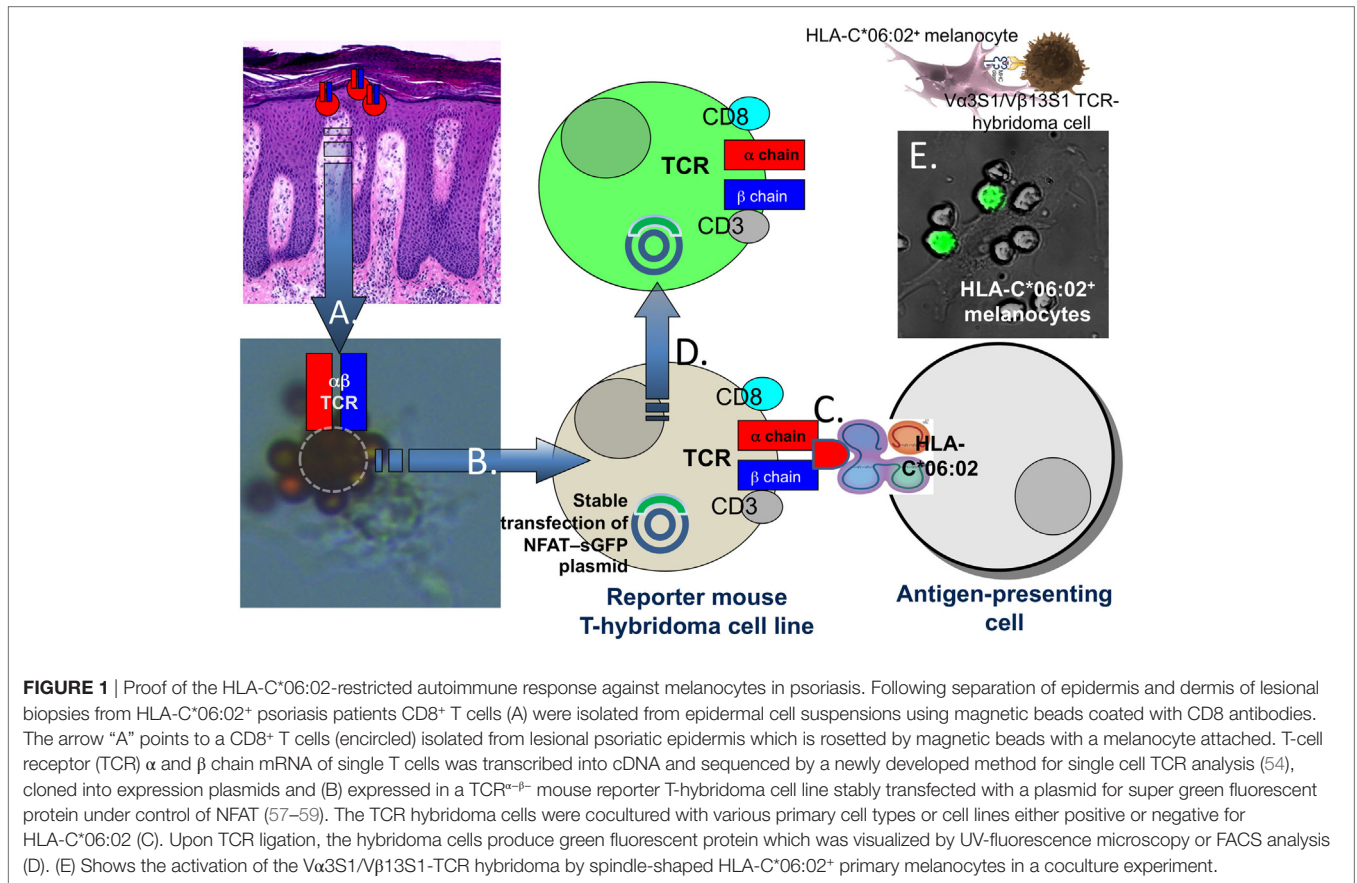 HLA-C*06:02⁺ melanocyte
Vα3S1/Vβ13S1 TCR-
hybridoma cell
CD8
TCR
α chain
β chain
CD3
E.
HLA-C*06:02⁺
melanocytes
A.
αβ
TCR
B.
D.
CD8
C.
TCR
α chain
β chain
CD3
HLA-
C*06:02
Stable
transfection of
NFAT–sGFP
plasmid
Reporter mouse
T-hybridoma cell line
Antigen-presenting
cell
FIGURE 1 | Proof of the HLA-C*06:02-restricted autoimmune response against melanocytes in psoriasis. Following separation of epidermis and dermis of lesional
biopsies from HLA-C*06:02⁺ psoriasis patients CD8⁺ T cells (A) were isolated from epidermal cell suspensions using magnetic beads coated with CD8 antibodies.
The arrow “A” points to a CD8⁺ T cells (encircled) isolated from lesional psoriatic epidermis which is rosetted by magnetic beads with a melanocyte attached. T-cell
receptor (TCR) α and β chain mRNA of single T cells was transcribed into cDNA and sequenced by a newly developed method for single cell TCR analysis (54),
cloned into expression plasmids and (B) expressed in a TCRᵅ⁻ᵝ⁻ mouse reporter T-hybridoma cell line stably transfected with a plasmid for super green fluorescent
protein under control of NFAT (57–59). The TCR hybridoma cells were cocultured with various primary cell types or cell lines either positive or negative for
HLA-C*06:02 (C). Upon TCR ligation, the hybridoma cells produce green fluorescent protein which was visualized by UV-fluorescence microscopy or FACS analysis
(D). (E) Shows the activation of the Vα3S1/Vβ13S1-TCR hybridoma by spindle-shaped HLA-C*06:02⁺ primary melanocytes in a coculture experiment.